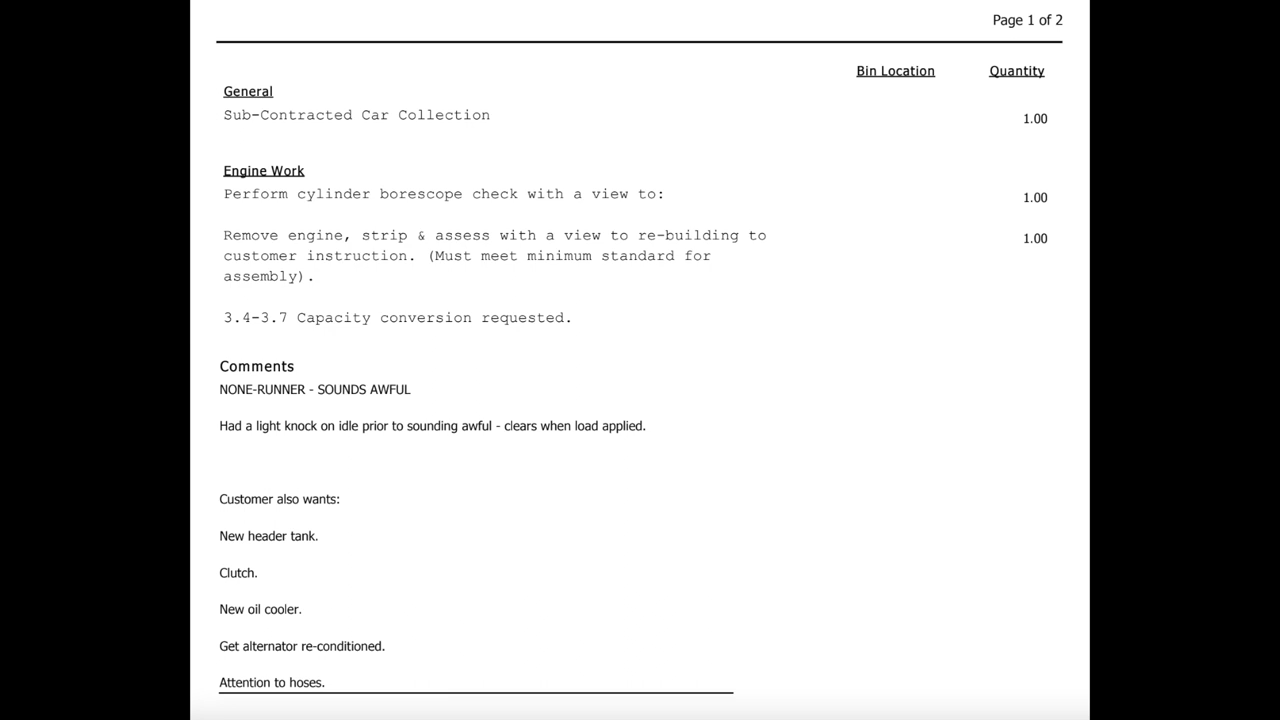 Page 1 of 2
Bin Location Quantity
General
Sub-Contracted Car Collection 1.00
Engine Work
Perform cylinder borescope check with a view to: 1.00
Remove engine, strip & assess with a view to re-building to 1.00
customer instruction. (Must meet minimum standard for
assembly).
3.4-3.7 Capacity conversion requested.
Comments
NONE-RUNNER - SOUNDS AWFUL
Had a light knock on idle prior to sounding awful - clears when load applied.
Customer also wants:
New header tank.
Clutch.
New oil cooler.
Get alternator re-conditioned.
Attention to hoses.